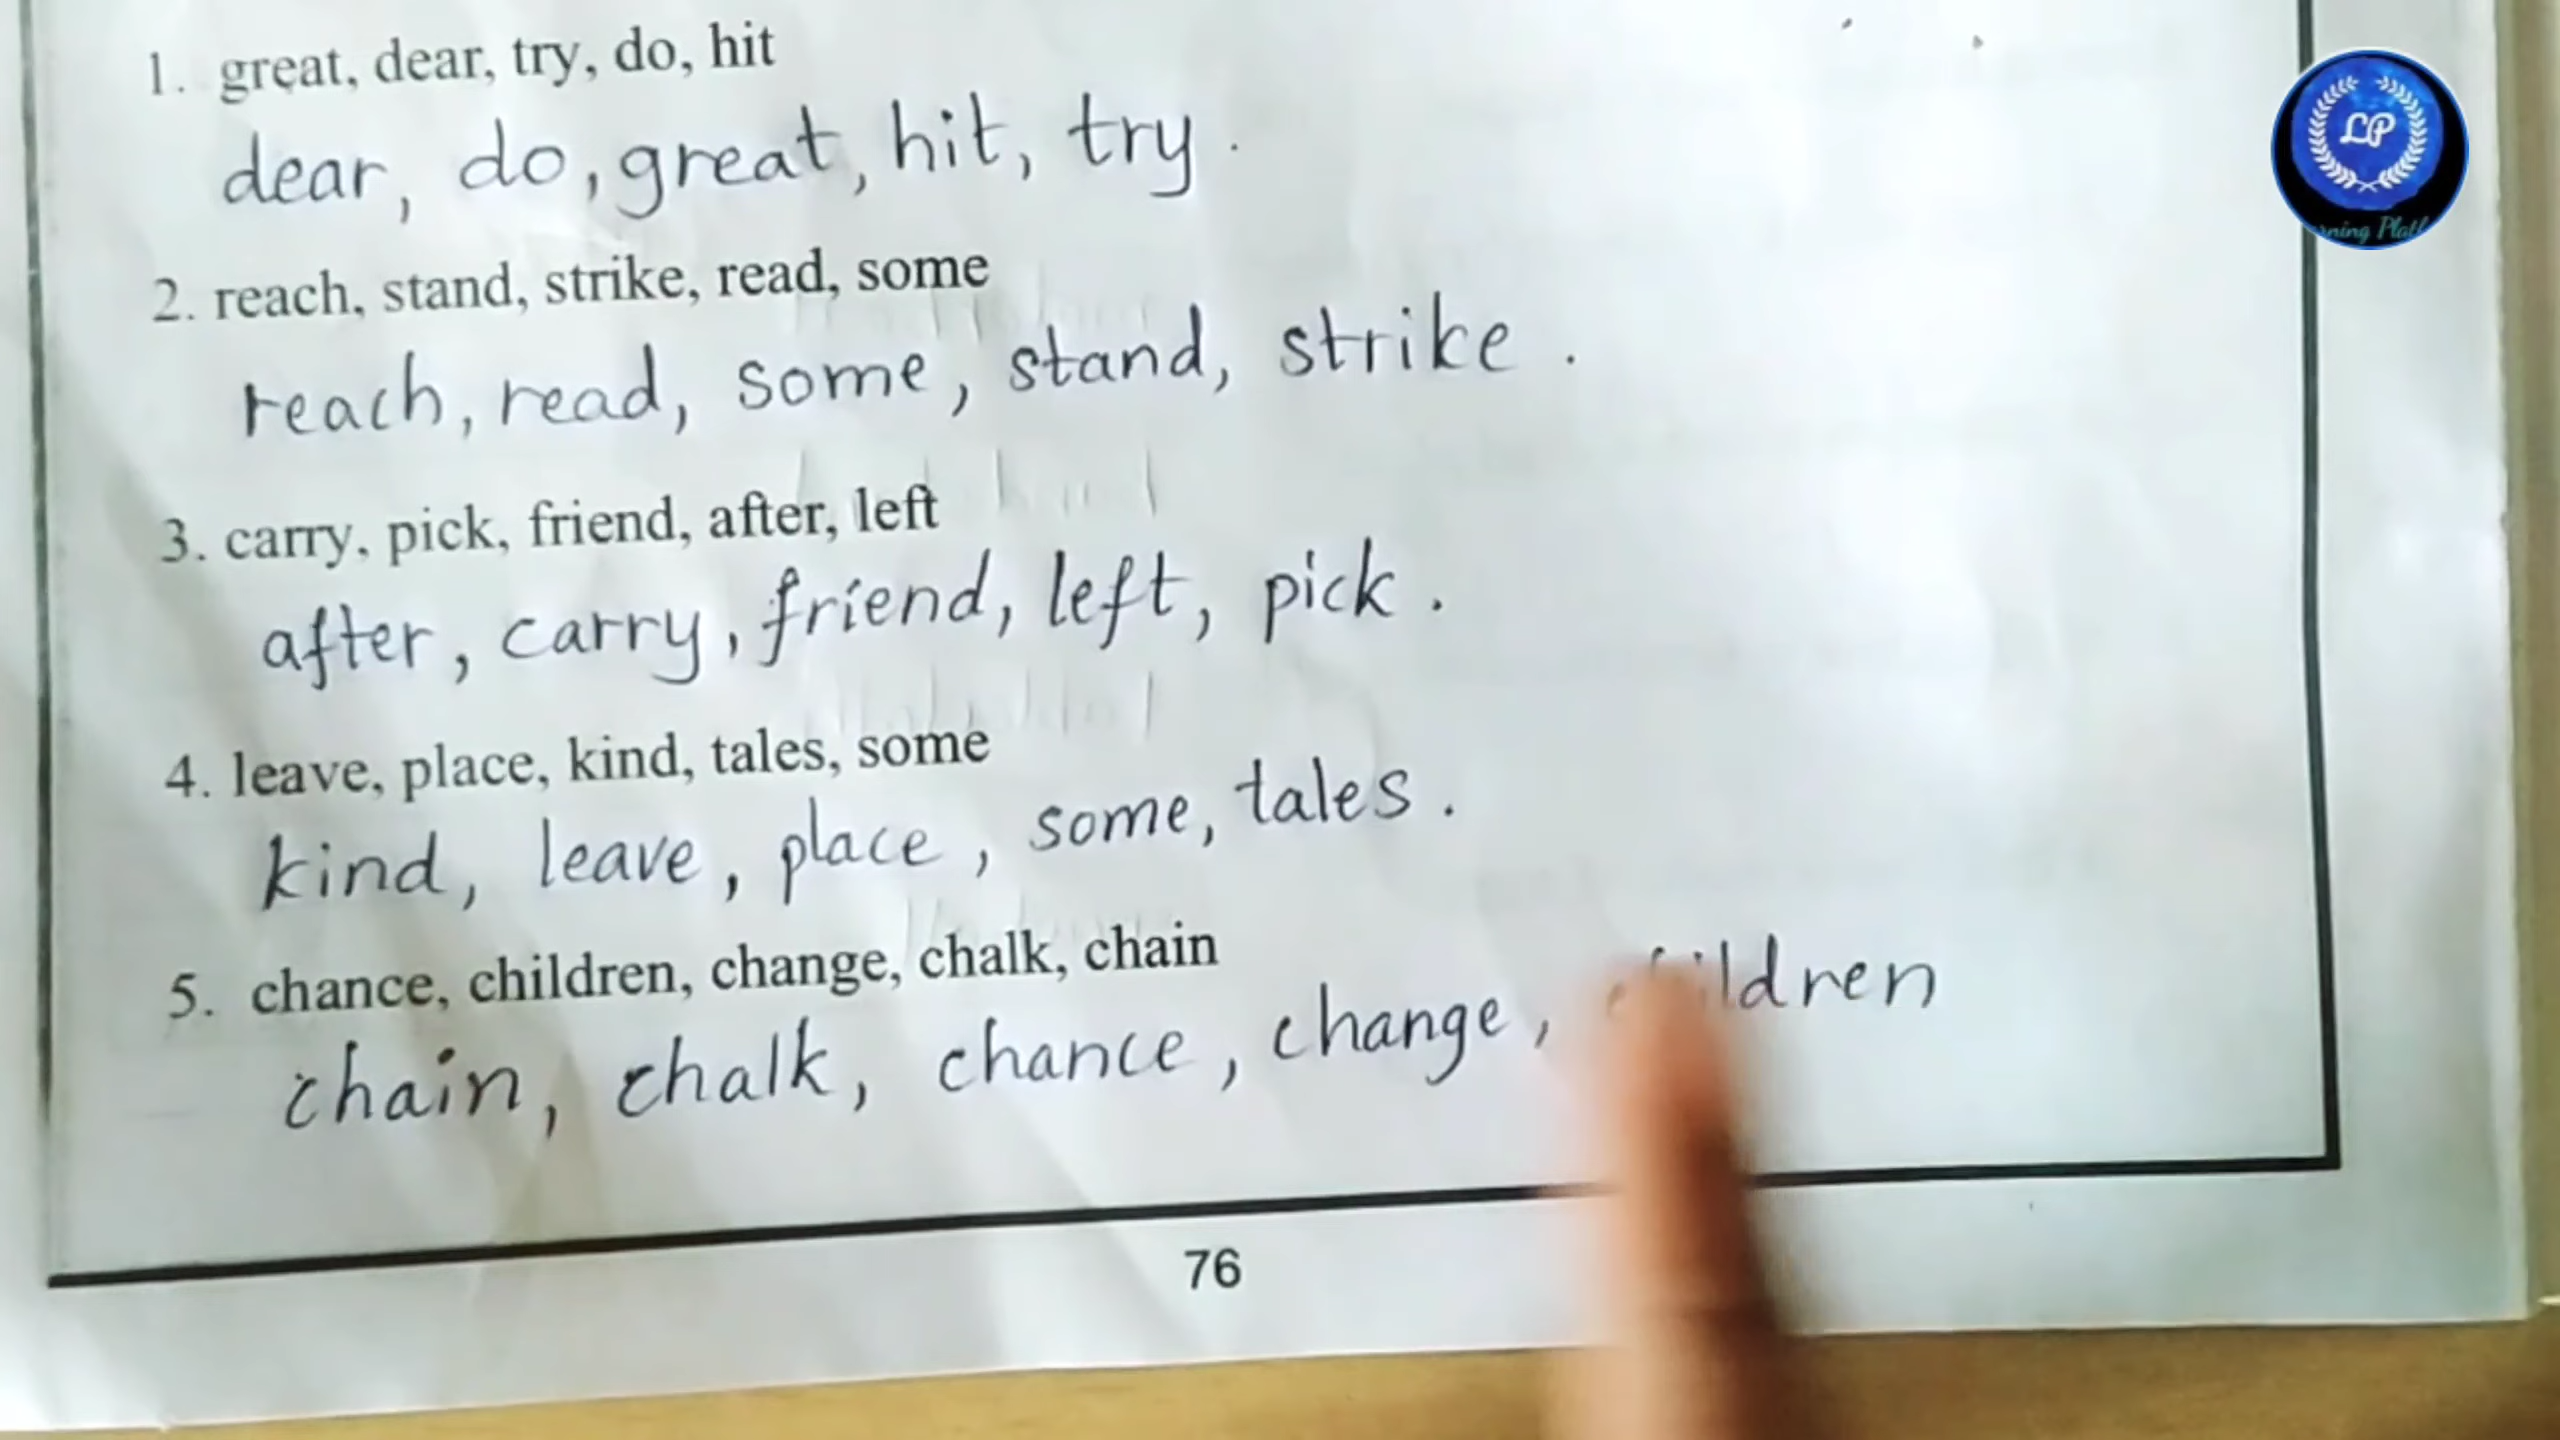 1. great, dear, try, do, hit
dear, do, great, hit, try.
LP
2. reach, stand, strike, read, some
reach, read, some, stand, strike.
3. carry, pick, friend, after, left
after, carry, friend, left, pick.
4. leave, place, kind, tales, some
kind, leave, place, some, tales.
5. chance, children, change, chalk, chain
chain, chalk, chance, change, children
76